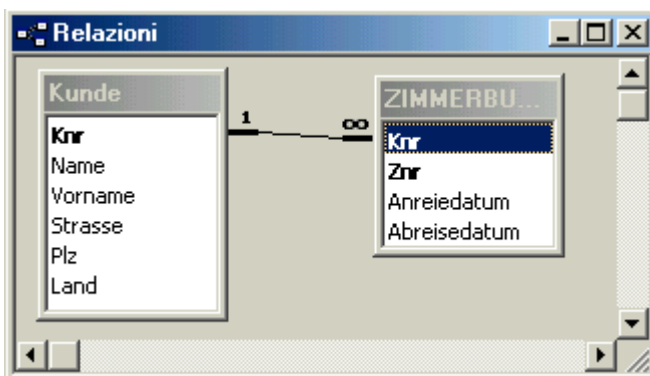 Relazioni
Kunde
Knr
Name
Vorname
Strasse
Plz
Land
1
∞
ZIMMERBU...
Knr
Znr
Anreiedatum
Abreisedatum